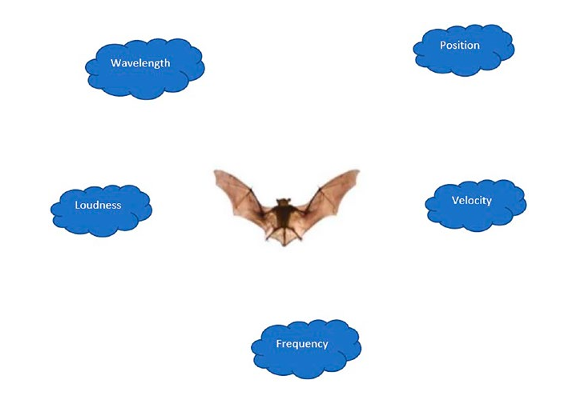 Wavelength
Position
Loudness
Velocity
Frequency